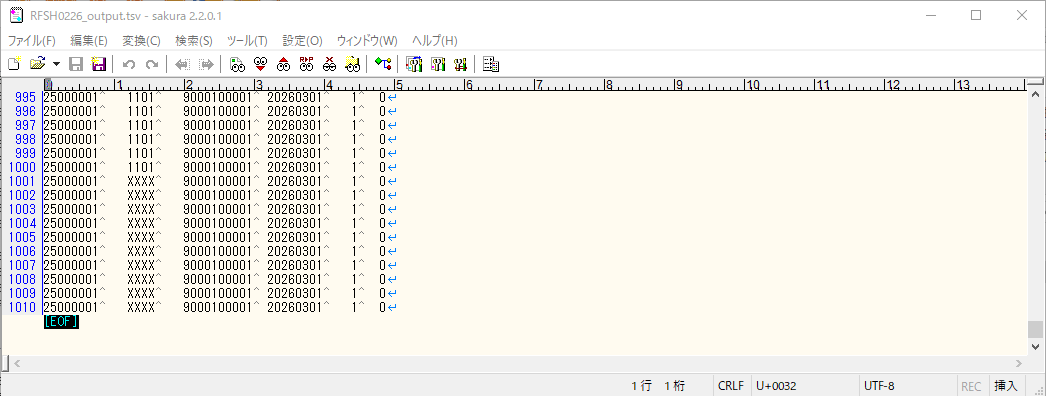 RFSH0226_output.tsv - sakura 2.2.0.1
ファイル(F) 編集(E) 変換(C) 検索(S) ツール(T) 設定(O) ウィンドウ(W) ヘルプ(H)
0 1 2 3 4 5 6 7 8 9 10 11 12 13
995 25000001^ 1101^ 9000100001^ 20260301^ 1^ 0↵
996 25000001^ 1101^ 9000100001^ 20260301^ 1^ 0↵
997 25000001^ 1101^ 9000100001^ 20260301^ 1^ 0↵
998 25000001^ 1101^ 9000100001^ 20260301^ 1^ 0↵
999 25000001^ 1101^ 9000100001^ 20260301^ 1^ 0↵
1000 25000001^ 1101^ 9000100001^ 20260301^ 1^ 0↵
1001 25000001^ XXXX^ 9000100001^ 20260301^ 1^ 0↵
1002 25000001^ XXXX^ 9000100001^ 20260301^ 1^ 0↵
1003 25000001^ XXXX^ 9000100001^ 20260301^ 1^ 0↵
1004 25000001^ XXXX^ 9000100001^ 20260301^ 1^ 0↵
1005 25000001^ XXXX^ 9000100001^ 20260301^ 1^ 0↵
1006 25000001^ XXXX^ 9000100001^ 20260301^ 1^ 0↵
1007 25000001^ XXXX^ 9000100001^ 20260301^ 1^ 0↵
1008 25000001^ XXXX^ 9000100001^ 20260301^ 1^ 0↵
1009 25000001^ XXXX^ 9000100001^ 20260301^ 1^ 0↵
1010 25000001^ XXXX^ 9000100001^ 20260301^ 1^ 0↵
[EOF]
1 行 1 桁 CRLF U+0032 UTF-8 REC 挿入